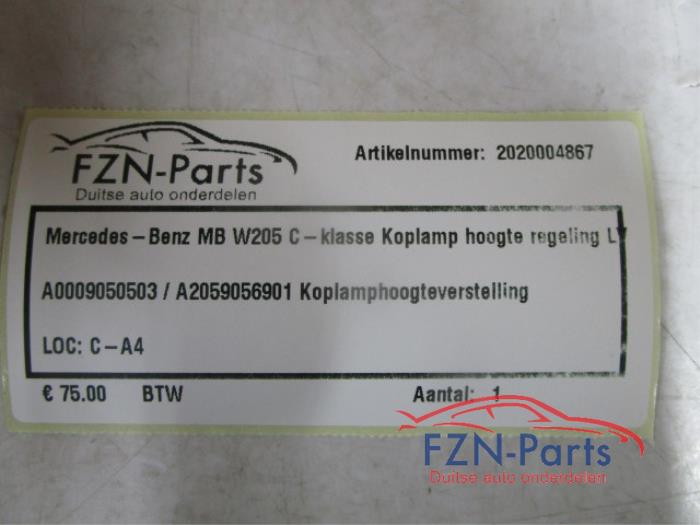 FZN-Parts
Duitse auto onderdelen
Artikelnummer: 2020004867
Mercedes-Benz MB W205 C-klasse Koplamp hoogte regeling LV
A0009050503 / A2059056901 Koplamphoogteverstelling
LOC: C-A4
€ 75.00 BTW Aantal: 1
FZN-Parts
Duitse auto onderdelen